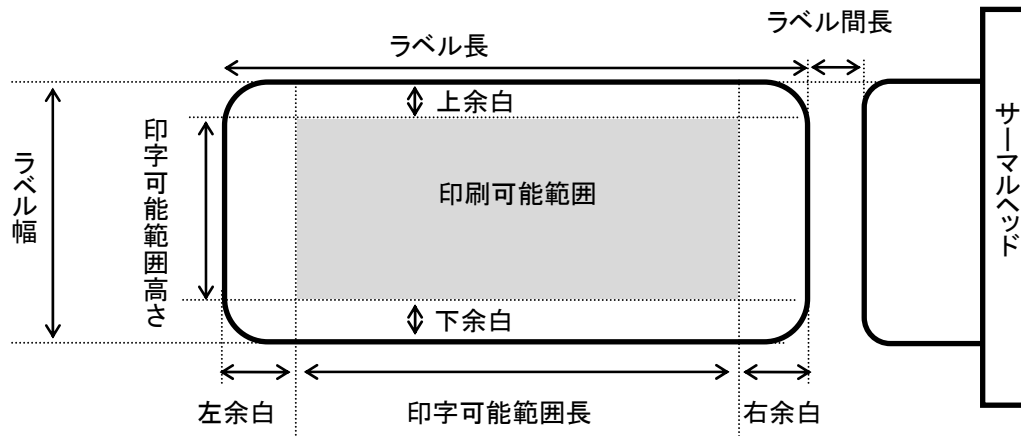 ラベル間長
ラベル長
上余白
サーマルヘッド
ラベル幅
印字可能範囲高さ
印刷可能範囲
下余白
左余白
印字可能範囲長
右余白